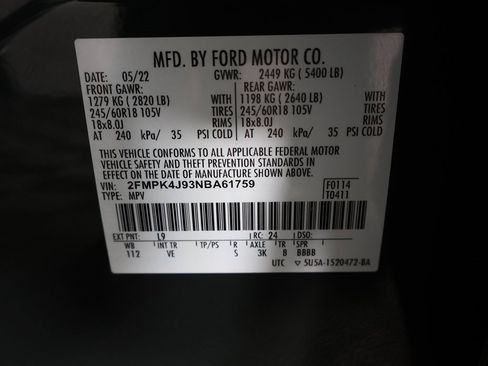 MFD. BY FORD MOTOR CO.
DATE: 05/22 GVWR: 2449 KG ( 5400 LB)
FRONT GAWR: REAR GAWR:
1279 KG ( 2820 LB) WITH 1198 KG ( 2640 LB) WITH
245/60R18 105V TIRES 245/60R18 105V TIRES
18x8.0J RIMS 18x8.0J RIMS
AT 240 kPa/ 35 PSI COLD AT 240 kPa/ 35 PSI COLD
THIS VEHICLE CONFORMS TO ALL APPLICABLE FEDERAL MOTOR
VEHICLE SAFETY AND THEFT PREVENTION STANDARDS IN
EFFECT ON THE DATE OF MANUFACTURE SHOWN ABOVE.
VIN: 2FMPK4J93NBA61759 F0114
TYPE: MPV T0411
EXT PNT: L9 RC: 24 DSO:
WB INT TR TP/PS R AXLE TR SPR
112 VE S 3K 8 BBBB
UTC ▽ 5U5A-1520472-BA